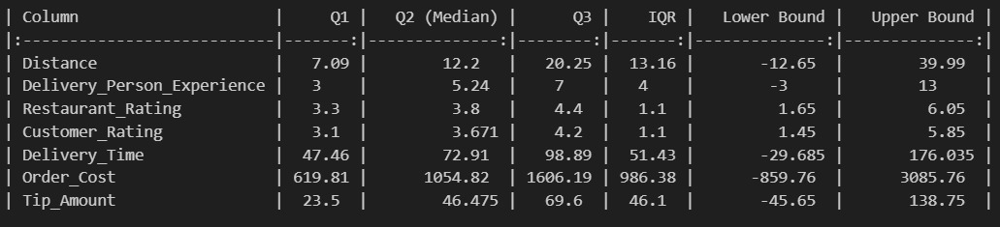 | Column                     |     Q1 |   Q2 (Median) |      Q3 |    IQR |   Lower Bound |   Upper Bound |
|:---------------------------|-------:|--------------:|--------:|-------:|--------------:|--------------:|
| Distance                   |   7.09 |        12.2   |   20.25 |  13.16 |       -12.65  |        39.99  |
| Delivery_Person_Experience |   3    |         5.24  |    7    |   4    |        -3     |        13     |
| Restaurant_Rating          |   3.3  |         3.8   |    4.4  |   1.1  |         1.65  |         6.05  |
| Customer_Rating            |   3.1  |         3.671 |    4.2  |   1.1  |         1.45  |         5.85  |
| Delivery_Time              |  47.46 |        72.91  |   98.89 |  51.43 |       -29.685 |       176.035 |
| Order_Cost                 | 619.81 |      1054.82  | 1606.19 | 986.38 |      -859.76  |      3085.76  |
| Tip_Amount                 |  23.5  |        46.475 |   69.6  |  46.1  |       -45.65  |       138.75  |